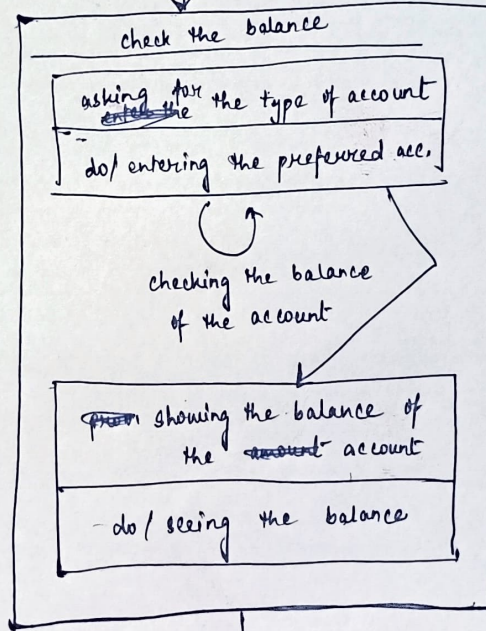 check the balance
asking for the type of account
do/ entering the preferred acc.
checking the balance
of the account
showing the balance of
the account
do/ seeing the balance